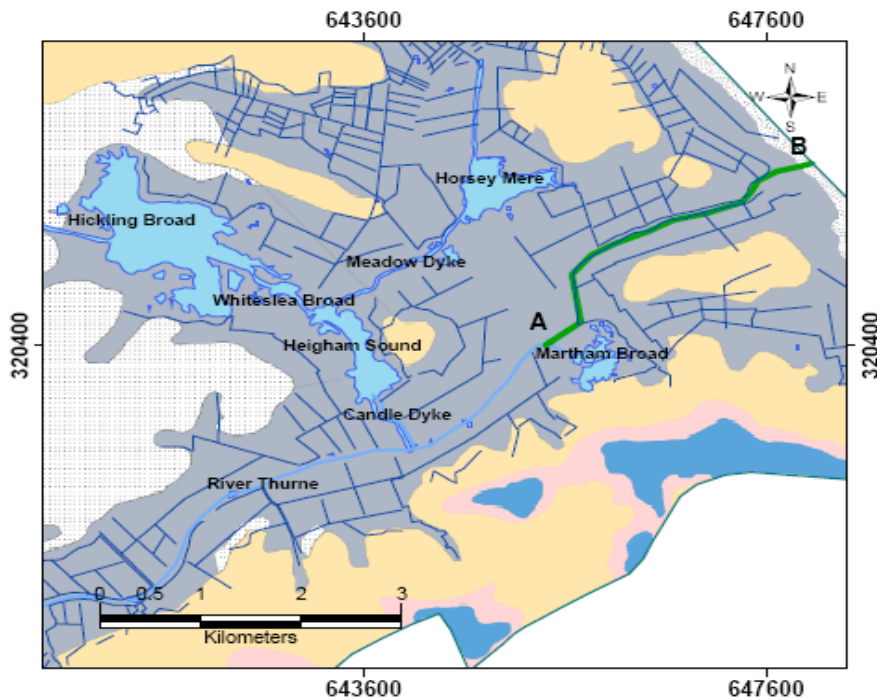 643600
647600
N
W E
S
B
Horsey Mere
Hickling Broad
Meadow Dyke
Whiteslea Broad
A
320400
320400
Heigham Sound
Martham Broad
Candle Dyke
River Thurne
0 0.5 1 2 3
Kilometers
643600
647600